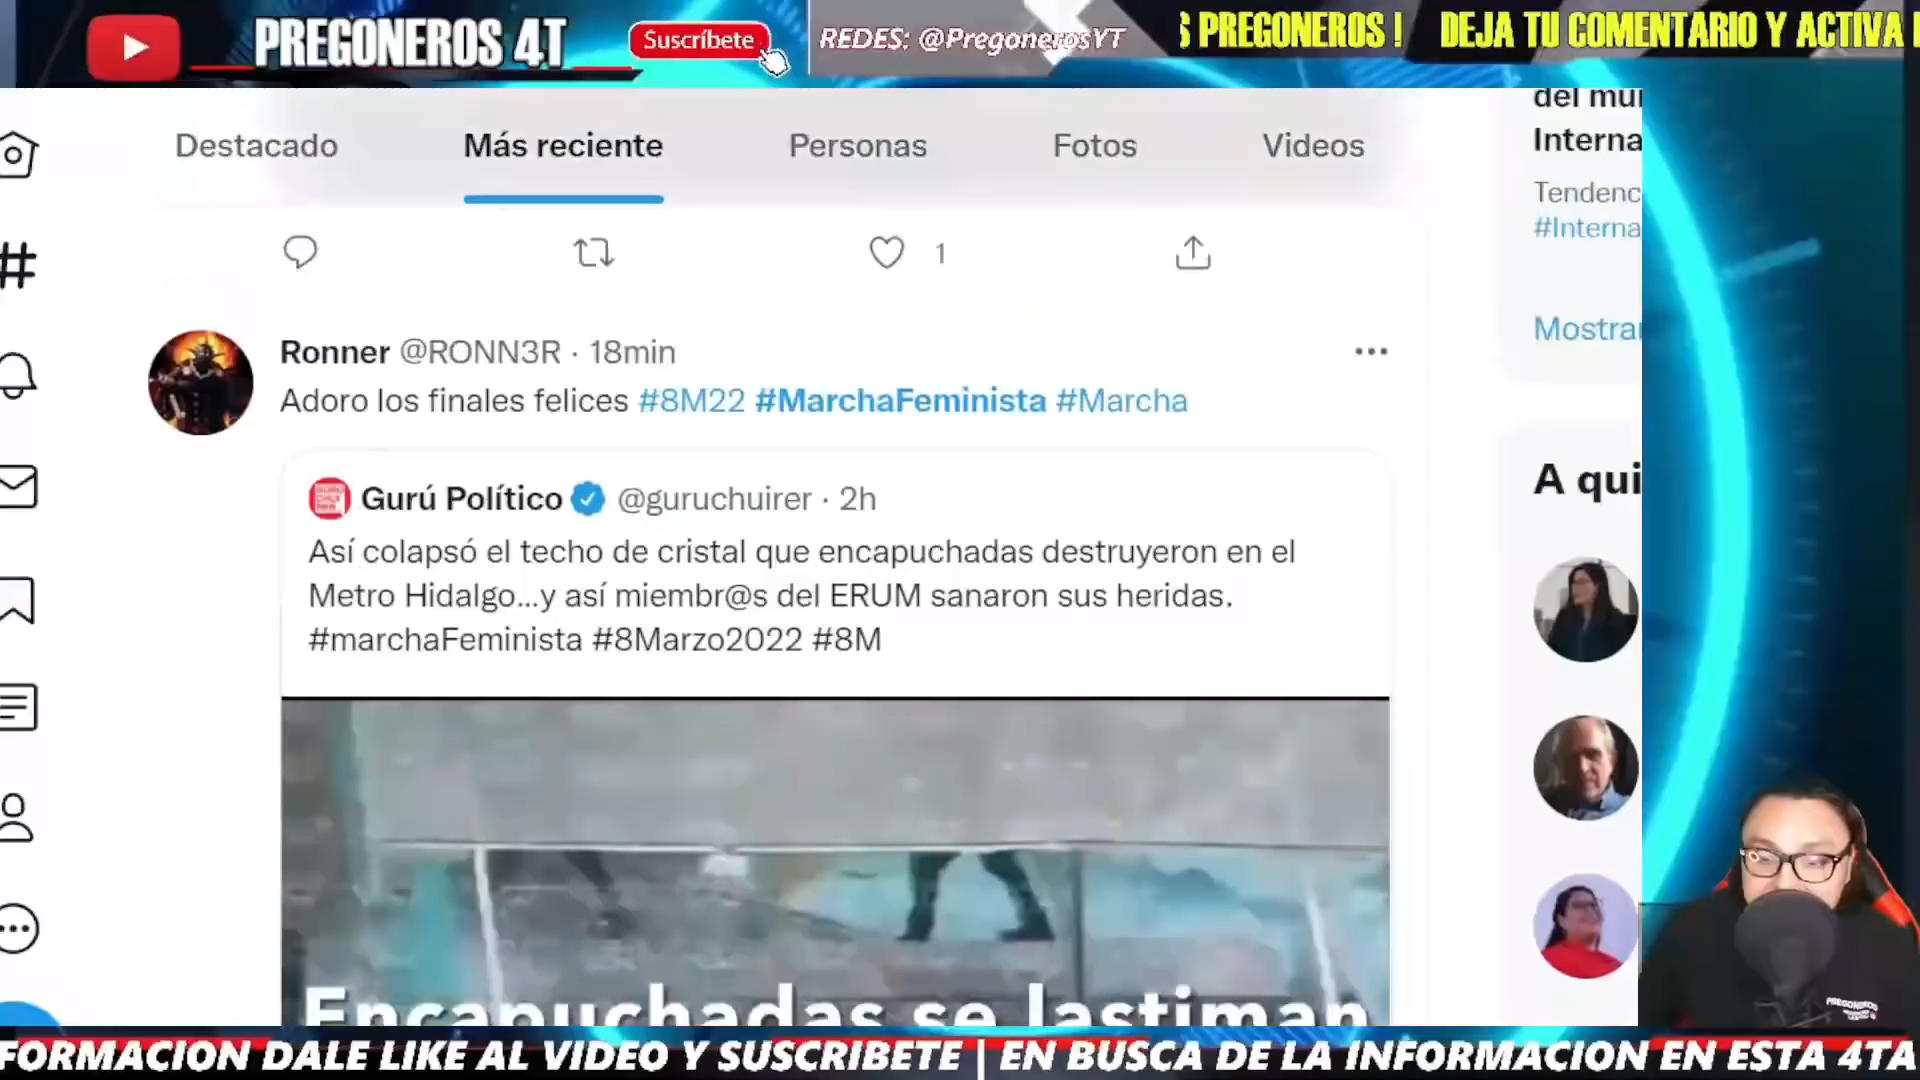 PREGONEROS 4T
Suscríbete
REDES: @PregonerosYT
S PREGONEROS ! DEJA TU COMENTARIO Y ACTIVA
Destacado
Más reciente
Personas
Fotos
Videos
1
Ronner @RONN3R · 18min
Adoro los finales felices #8M22 #MarchaFeminista #Marcha
Gurú Político @guruchuirer · 2h
Así colapsó el techo de cristal que encapuchadas destruyeron en el
Metro Hidalgo...y así miembr@s del ERUM sanaron sus heridas.
#marchaFeminista #8Marzo2022 #8M
Encapuchadas se lastiman
del mu
Interna
Tendenc
#Interna
Mostrar
A qui
PREGONEROS
FORMACION DALE LIKE AL VIDEO Y SUSCRIBETE | EN BUSCA DE LA INFORMACION EN ESTA 4TA